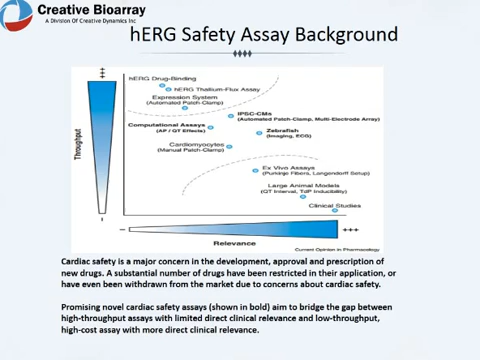 Creative Bioarray
A Division Of Creative Dynamics Inc
hERG Safety Assay Background
hERG Drug-Binding
hERG Thallium-Flux Assay
Expression System
(Automated Patch-Clamp)
IPSC-CMs
(Automated Patch-Clamp, Multi-Electrode Array)
Computational Assays
(AP / QT Effects)
Zebrafish
(Imaging, ECG)
Cardiomyocytes
(Manual Patch-Clamp)
Ex Vivo Assays
(Purkinje Fibers, Langendorff Setup)
Large Animal Models
(QT Interval, TdP Inducibility)
Clinical Studies
Throughput
+++
–
–
+++
Relevance
Current Opinion in Pharmacology
Cardiac safety is a major concern in the development, approval and prescription of
new drugs. A substantial number of drugs have been restricted in their application, or
have even been withdrawn from the market due to concerns about cardiac safety.
Promising novel cardiac safety assays (shown in bold) aim to bridge the gap between
high-throughput assays with limited direct clinical relevance and low-throughput,
high-cost assay with more direct clinical relevance.